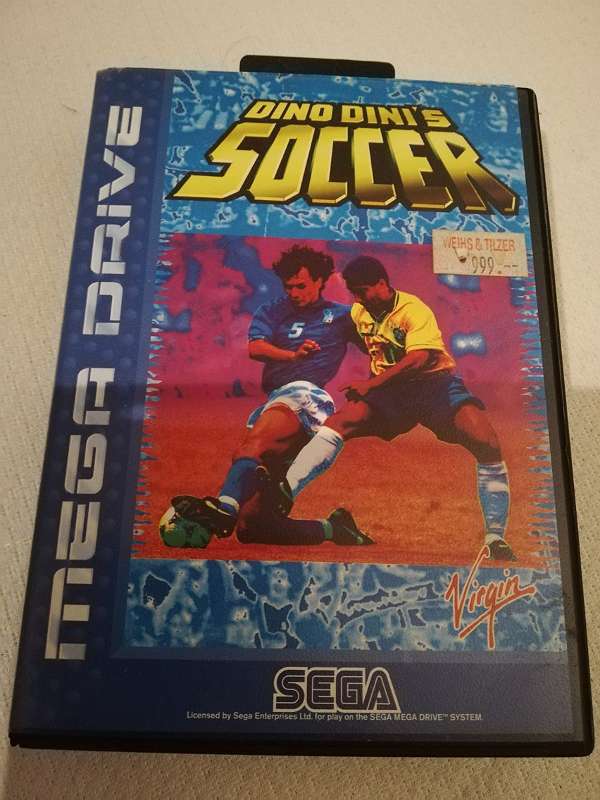 MEGA DRIVE
DINO DINI'S
SOCCER
WEIHS & TILZER
999.--
5
Virgin
SEGA
Licensed by Sega Enterprises Ltd. for play on the SEGA MEGA DRIVE™ SYSTEM.